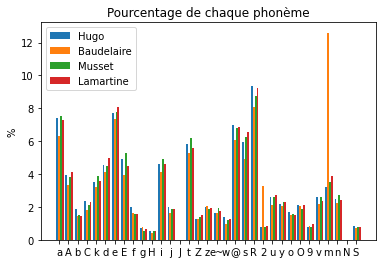 Pourcentage de chaque phonème
Hugo
Baudelaire
Musset
Lamartine
%
12
10
8
6
4
2
0
a A b C k d e E f g H i j J t Z z e~ w @ s R 2 u y o O 9 v m n N S